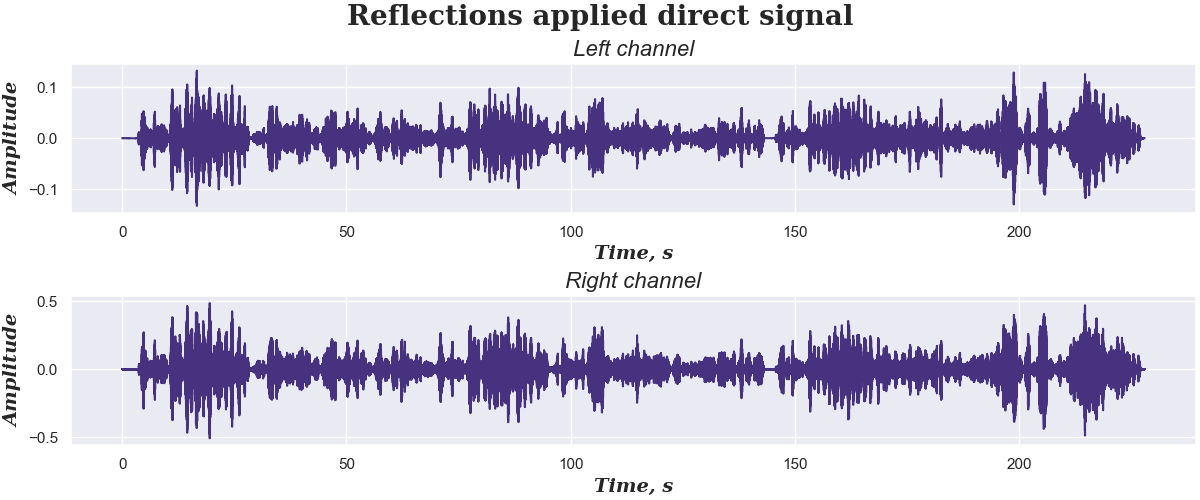 Reflections applied direct signal
Left channel
Amplitude
0.1
0.0
−0.1
0 50 100 150 200
Time, s
Right channel
Amplitude
0.5
0.0
−0.5
0 50 100 150 200
Time, s